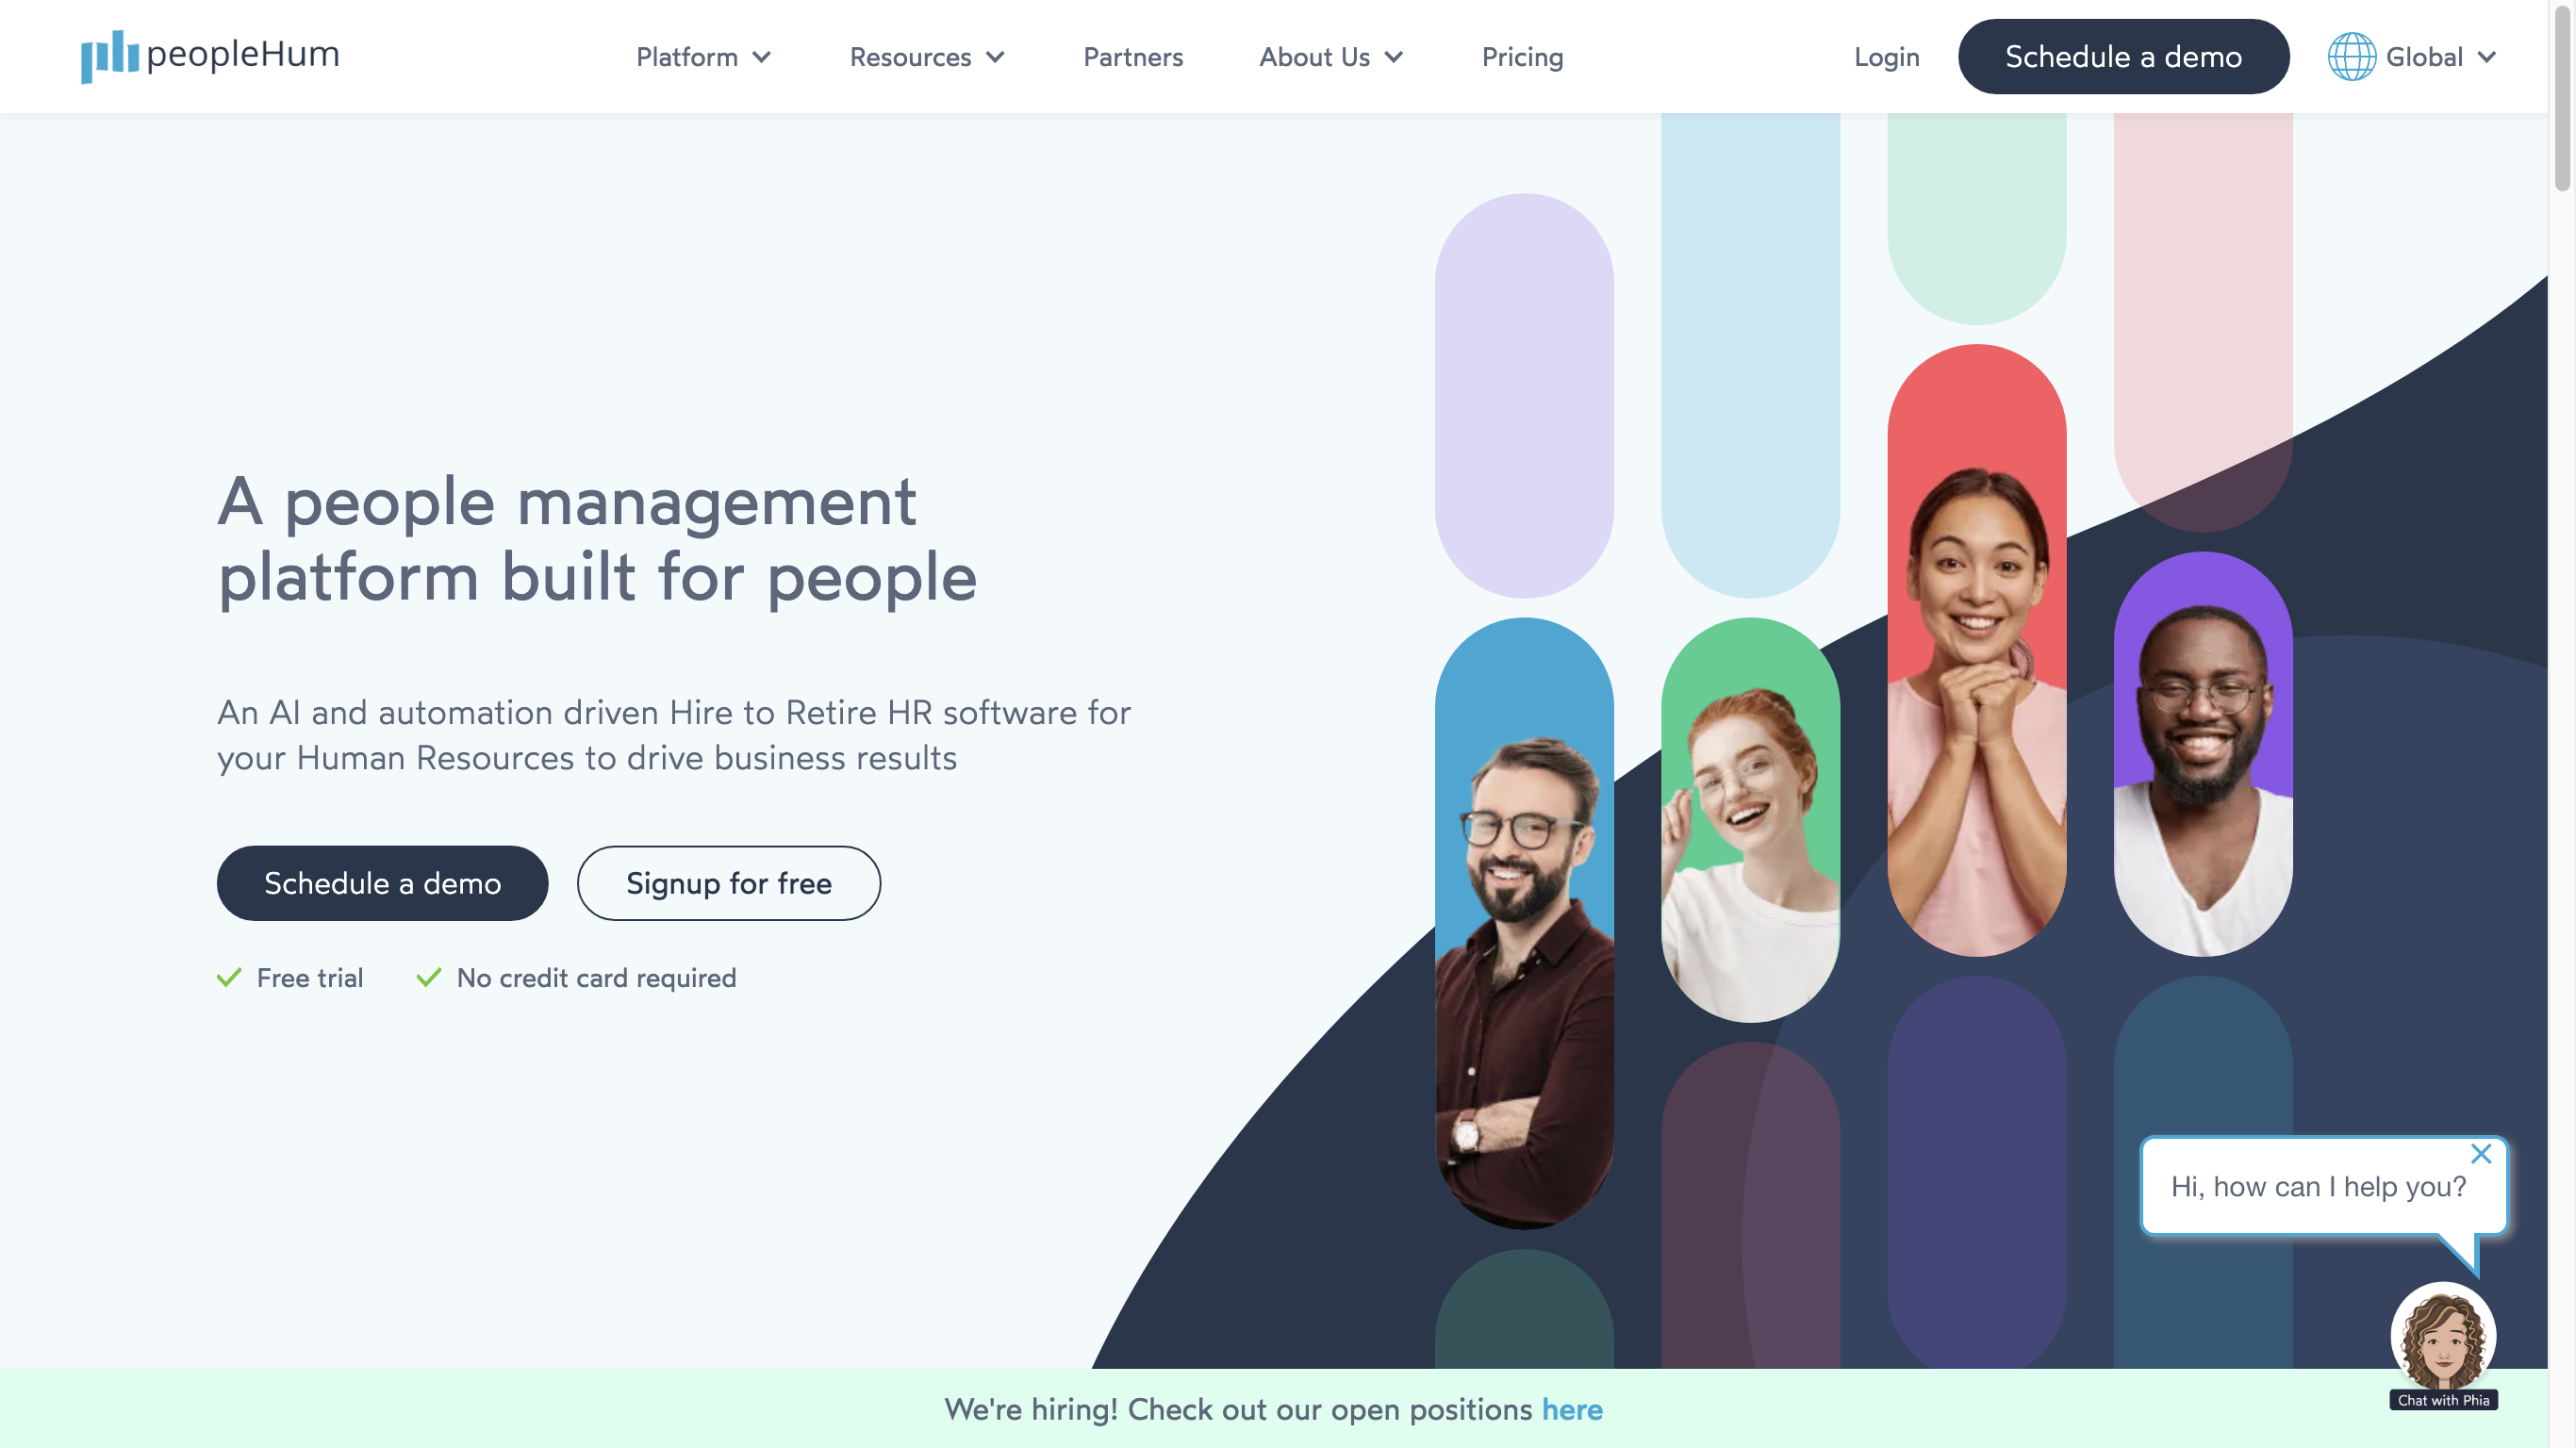 peopleHum
Platform
Resources
Partners
About Us
Pricing
Login
Schedule a demo
Global
A people management
platform built for people
An AI and automation driven Hire to Retire HR software for
your Human Resources to drive business results
Schedule a demo
Signup for free
Free trial
No credit card required
Hi, how can I help you?
Chat with Phia
We're hiring! Check out our open positions here